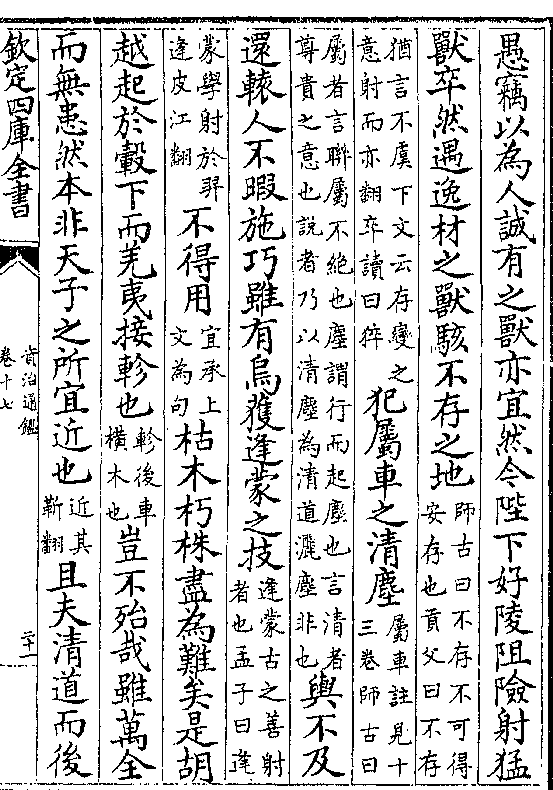 愚竊以為人誠有之獸亦宜然今陛下好陵阻險射猛
獸卒然遇逸材之獸駭不存之地師古曰不存不可得安存也貢父曰不存
猶言不虞下文云存變之意射而亦翻卒讀曰猝犯屬車之清塵屬車註見十三卷師古曰
屬者言聯屬不絶也塵謂行而起塵也言清者尊貴之意也説者乃以清塵為清道灑塵非也輿不及
還轅人不暇施巧雖有烏獲逢蒙之技逢蒙古之善射者也孟子曰逢
蒙學射於羿逢皮江翻不得用宜承上文為句枯木朽株盡為難矣是胡
越起於轂下而羌夷接軫也軫後車横木也豈不殆哉雖萬全
而無患然本非天子之所宜近也近其靳翻且夫清道而後
欽定四庫全書
資治通鑑
卷十七
二十一